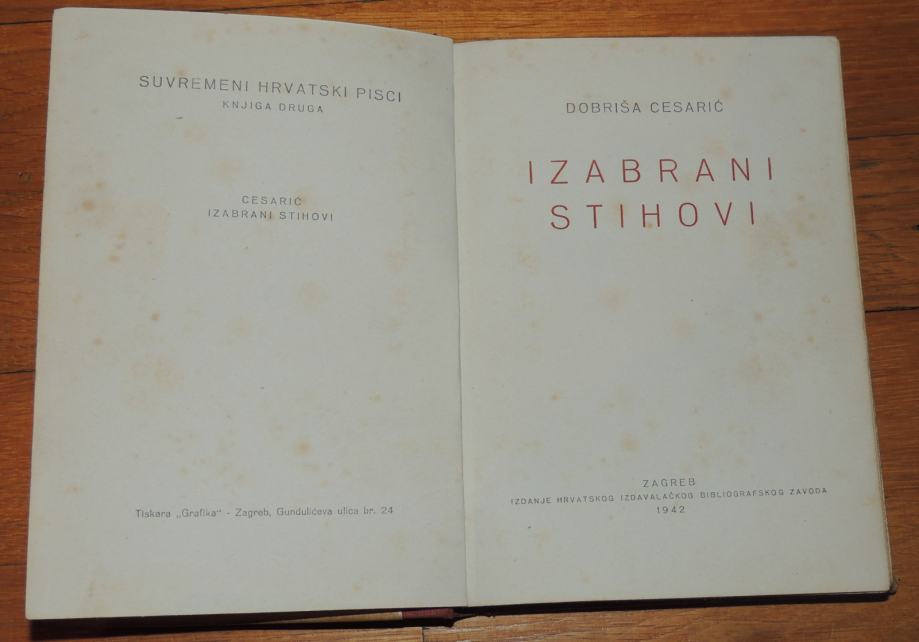 SUVREMENI HRVATSKI PISCI
KNJIGA DRUGA
CESARIĆ
IZABRANI STIHOVI
Tiskara „Grafika“ - Zagreb, Gundulićeva ulica br. 24
DOBRIŠA CESARIĆ
IZABRANI
STIHOVI
ZAGREB
IZDANJE HRVATSKOG IZDAVALAČKOG BIBLIOGRAFSKOG ZAVODA
1942